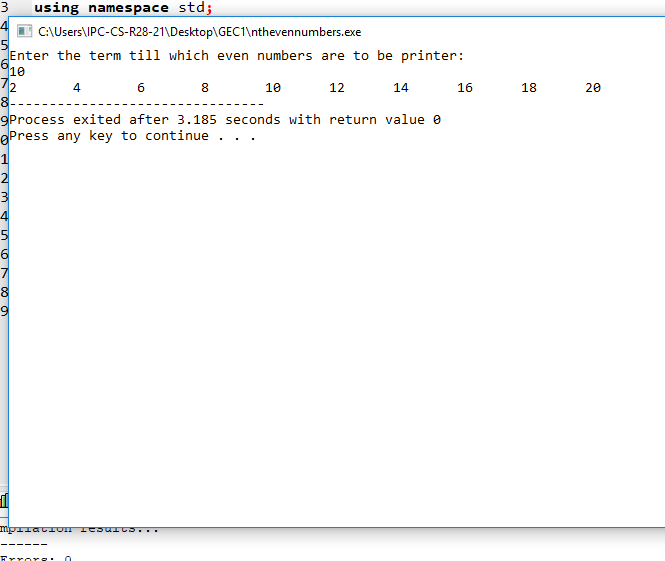 3 using namespace std;
4 C:\Users\IPC-CS-R28-21\Desktop\GEC1\nthevennumbers.exe
5 Enter the term till which even numbers are to be printer:
6 10
7 2 4 6 8 10 12 14 16 18 20
8 --------------------------------
9 Process exited after 3.185 seconds with return value 0
0 Press any key to continue . . .
1
2
3
4
5
6
7
8
9
mpilation results...
------
Errors: 0